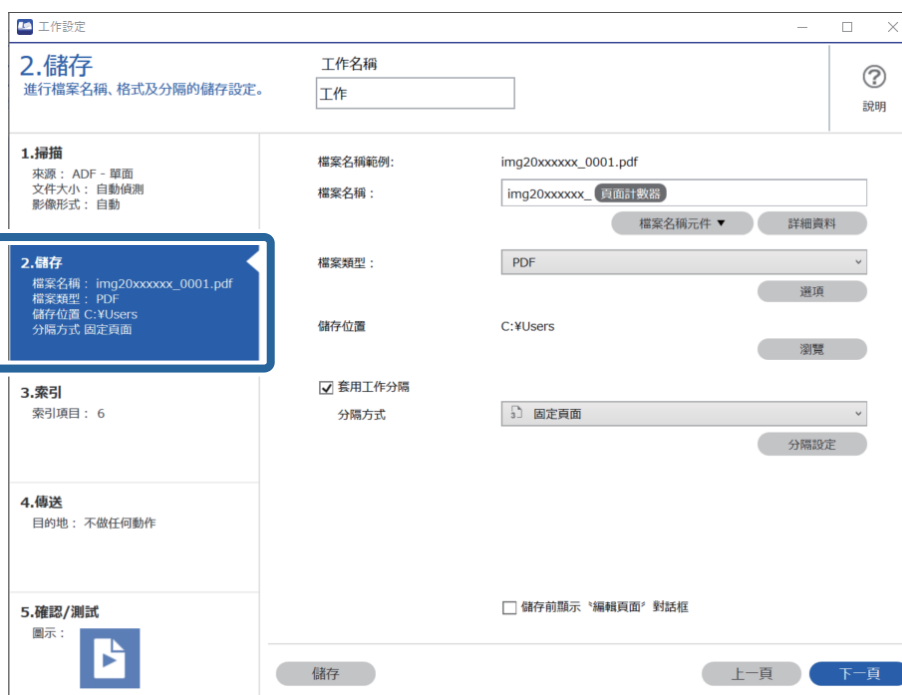 工作設定
2.儲存
進行檔案名稱、格式及分隔的儲存設定。
工作名稱
工作
說明
1.掃描
來源： ADF - 單面
文件大小： 自動偵測
影像形式： 自動
2.儲存
檔案名稱： img20xxxxxx_0001.pdf
檔案類型： PDF
儲存位置 C:¥Users
分隔方式 固定頁面
3.索引
索引項目： 6
4.傳送
目的地： 不做任何動作
5.確認/測試
圖示：
檔案名稱範例: img20xxxxxx_0001.pdf
檔案名稱： img20xxxxxx_ 頁面計數器
檔案名稱元件 ▼ 詳細資料
檔案類型： PDF
選項
儲存位置 C:¥Users
瀏覽
套用工作分隔
分隔方式 3 固定頁面
分隔設定
儲存前顯示〝編輯頁面〞對話框
儲存 上一頁 下一頁